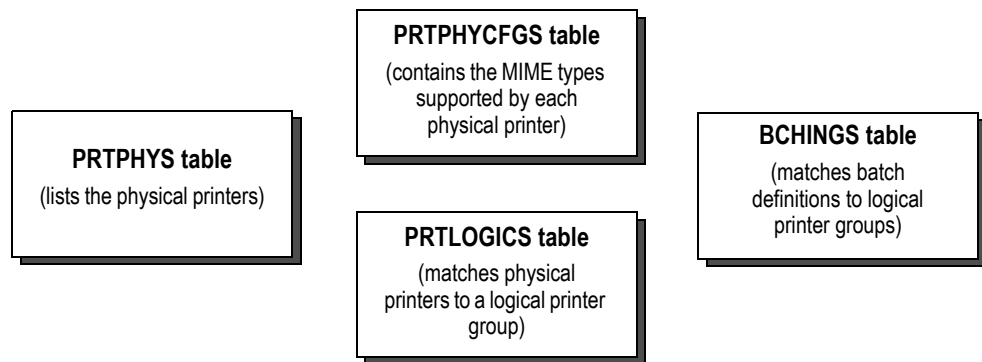 PRTPHYCFGS table
(contains the MIME types
supported by each
physical printer)
PRTPHYS table
(lists the physical printers)
BCHINGS table
(matches batch
definitions to logical
printer groups)
PRTLOGICS table
(matches physical
printers to a logical printer
group)